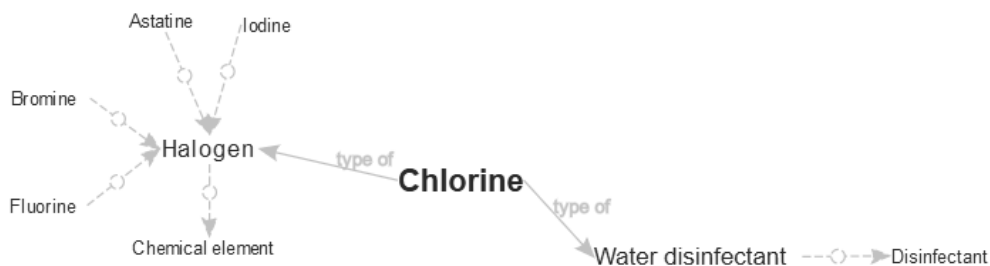 Astatine
Iodine
Bromine
Halogen
type of
Chlorine
Fluorine
type of
Chemical element
Water disinfectant
Disinfectant